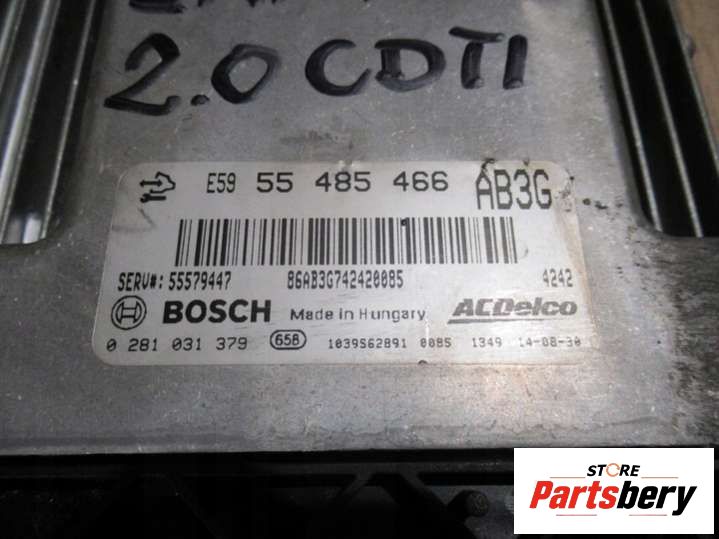 2.0 CDTI
E59 55 485 466 AB3G
SERV#: 55579447 86AB3G742420085 4242
BOSCH Made in Hungary ACDelco
0 281 031 379 658 1039S62891 0085 1349 14-08-30
STORE
Partsbery